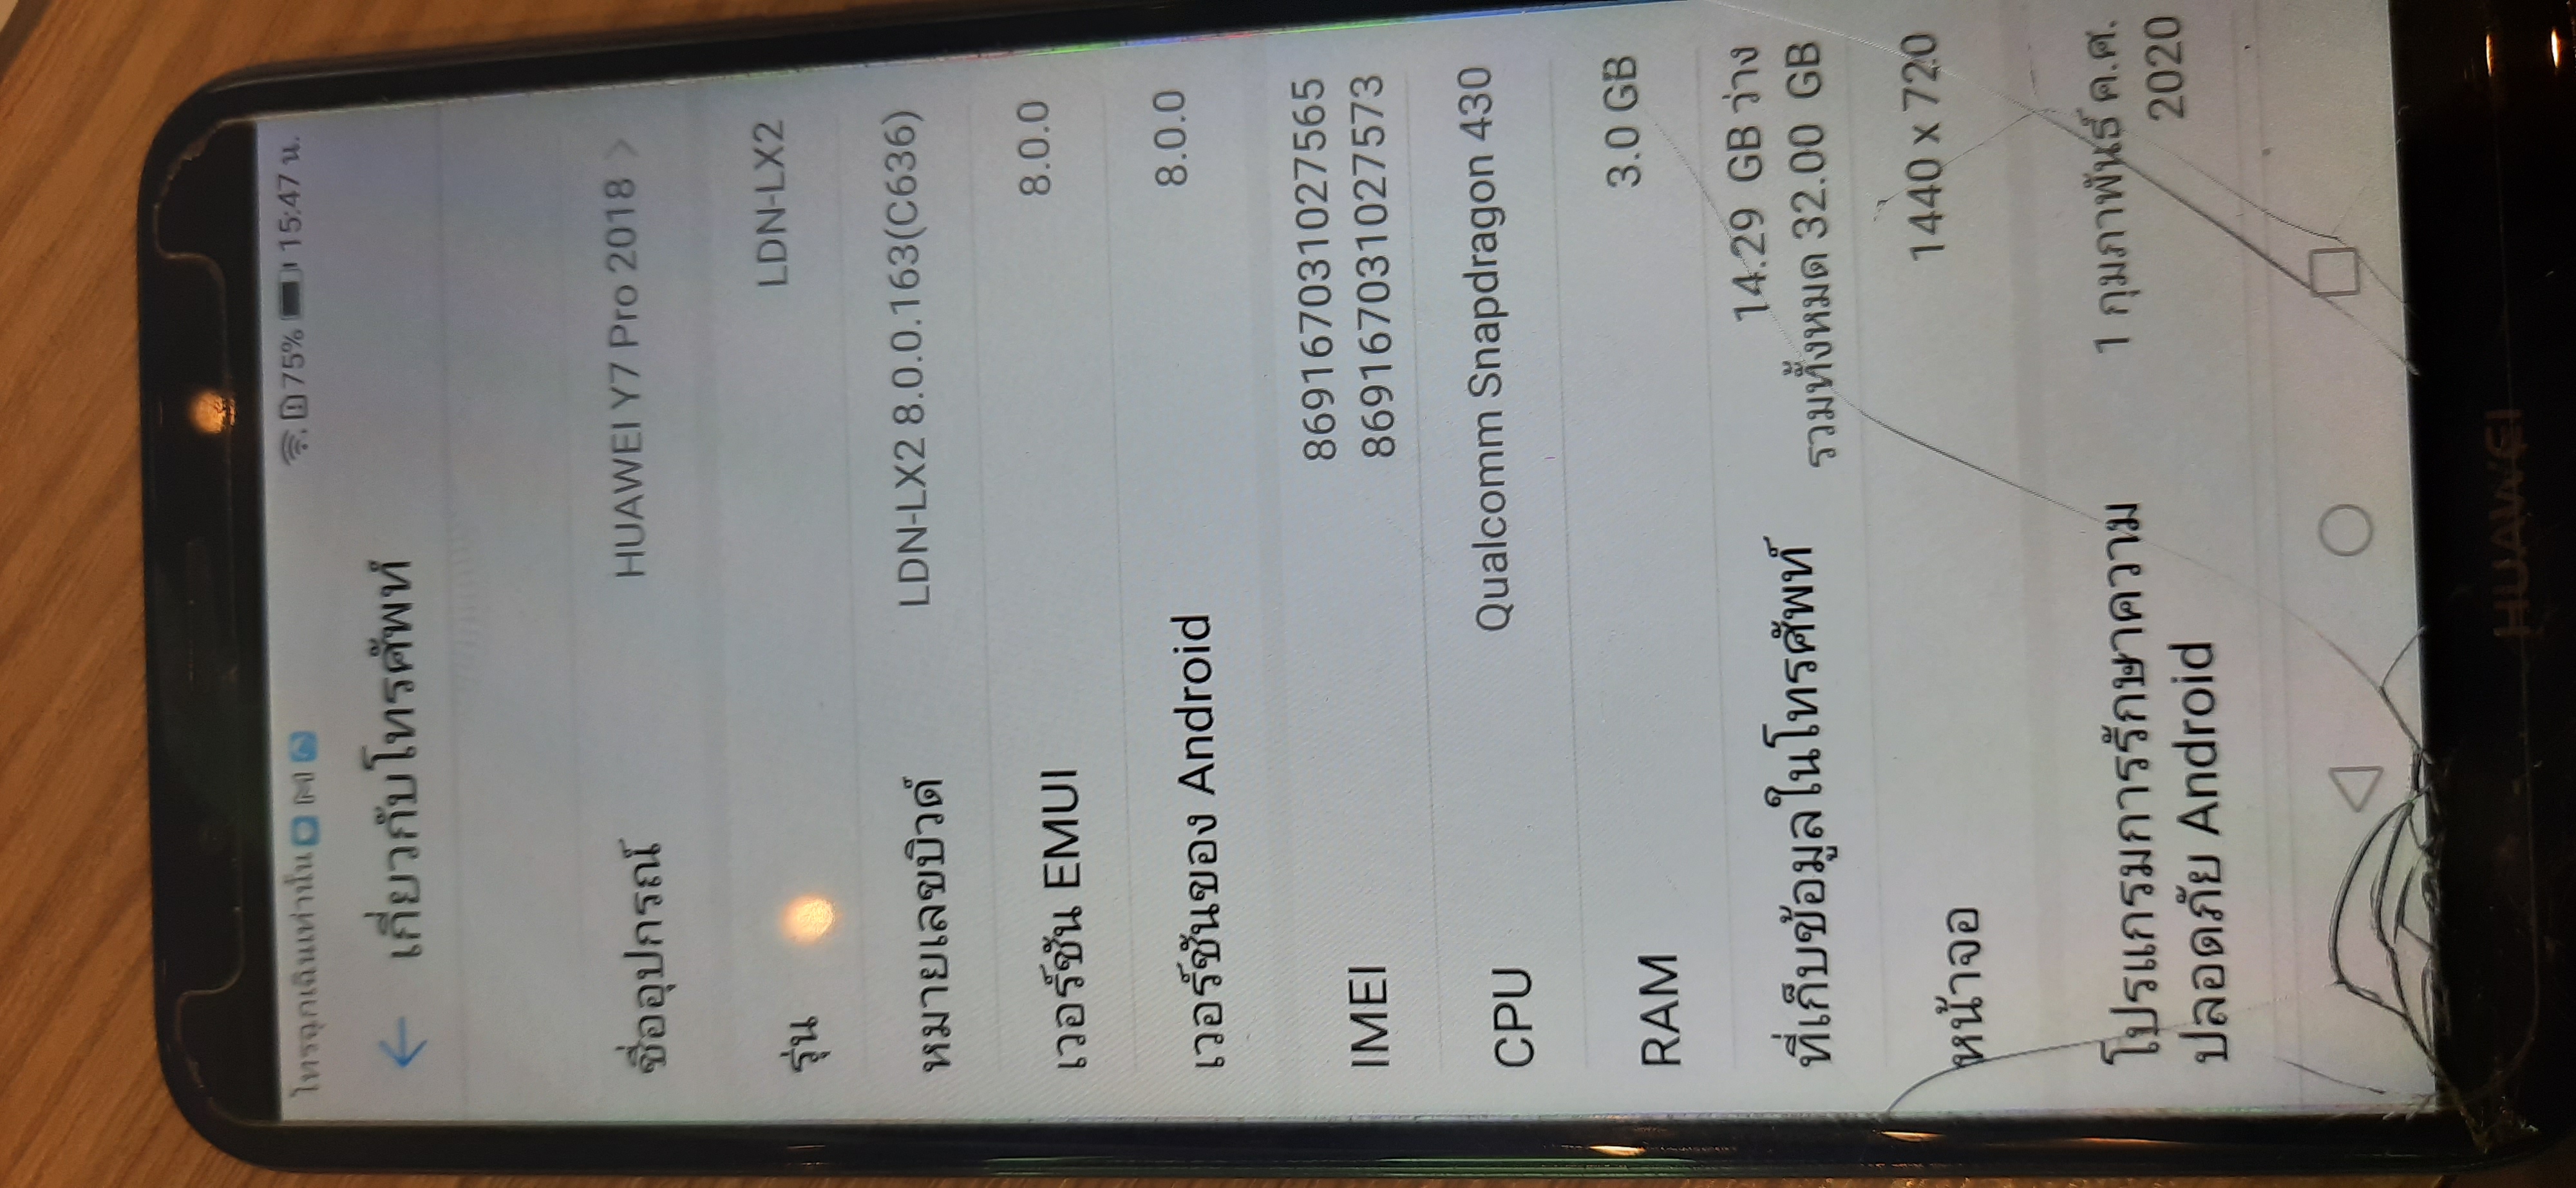 โทรฉุกเฉินเท่านั้น 75% 15:47 น.
← เกี่ยวกับโทรศัพท์
ชื่ออุปกรณ์ HUAWEI Y7 Pro 2018 >
รุ่น LDN-LX2
หมายเลขบิวด์ LDN-LX2 8.0.0.163(C636)
เวอร์ชัน EMUI 8.0.0
เวอร์ชันของ Android 8.0.0
IMEI 869167031027565
869167031027573
CPU Qualcomm Snapdragon 430
RAM 3.0 GB
ที่เก็บข้อมูลในโทรศัพท์ 14.29 GB ว่าง
รวมทั้งหมด 32.00 GB
หน้าจอ 1440 x 720
โปรแกรมการรักษาความ 1 กุมภาพันธ์ ค.ศ.
ปลอดภัย Android 2020
HUAWEI